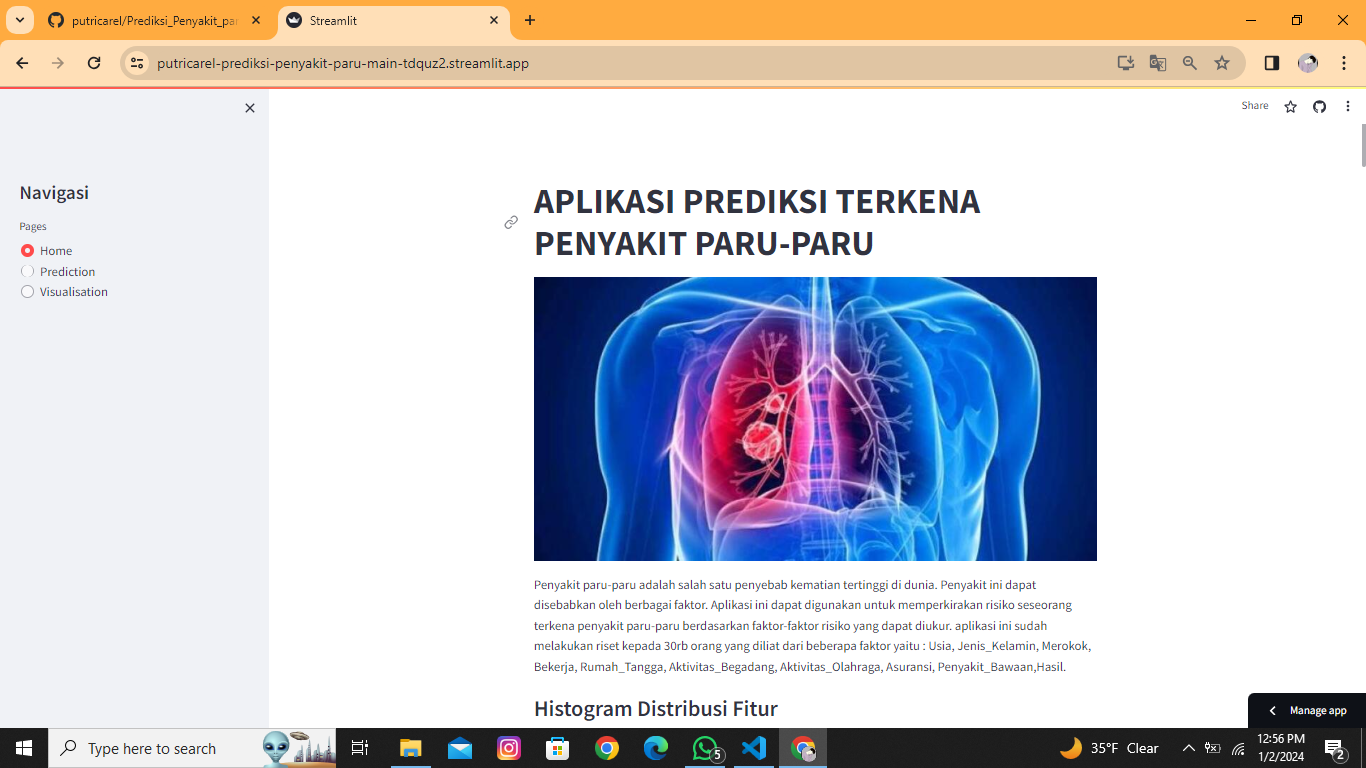 putricarel/Prediksi_Penyakit_pa
Streamlit
putricarel-prediksi-penyakit-paru-main-tdquz2.streamlit.app
Share
Navigasi
Pages
Home
Prediction
Visualisation
APLIKASI PREDIKSI TERKENA
PENYAKIT PARU-PARU
Penyakit paru-paru adalah salah satu penyebab kematian tertinggi di dunia. Penyakit ini dapat
disebabkan oleh berbagai faktor. Aplikasi ini dapat digunakan untuk memperkirakan risiko seseorang
terkena penyakit paru-paru berdasarkan faktor-faktor risiko yang dapat diukur. aplikasi ini sudah
melakukan riset kepada 30rb orang yang diliat dari beberapa faktor yaitu : Usia, Jenis_Kelamin, Merokok,
Bekerja, Rumah_Tangga, Aktivitas_Begadang, Aktivitas_Olahraga, Asuransi, Penyakit_Bawaan,Hasil.
Histogram Distribusi Fitur
Manage app
Type here to search
5
35°F Clear
12:56 PM
1/2/2024
2